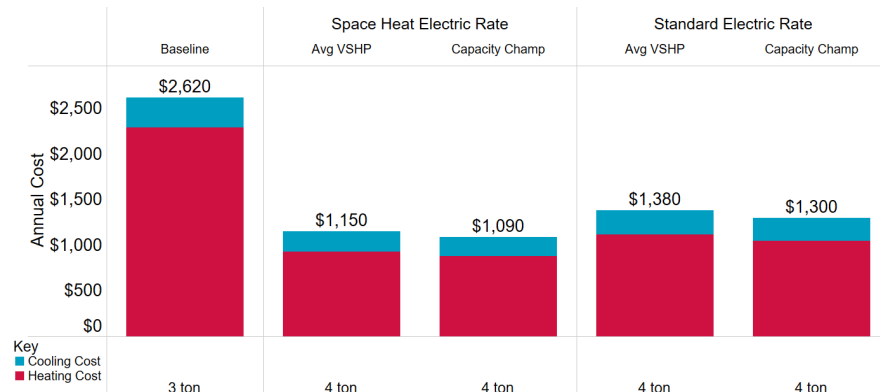 Space Heat Electric Rate Standard Electric Rate
Baseline Avg VSHP Capacity Champ Avg VSHP Capacity Champ
$2,620
$2,500
$2,000
$1,500
$1,380
$1,300
$1,150
$1,090
$1,000
$500
$0
Annual Cost
Key
Cooling Cost
Heating Cost
3 ton 4 ton 4 ton 4 ton 4 ton